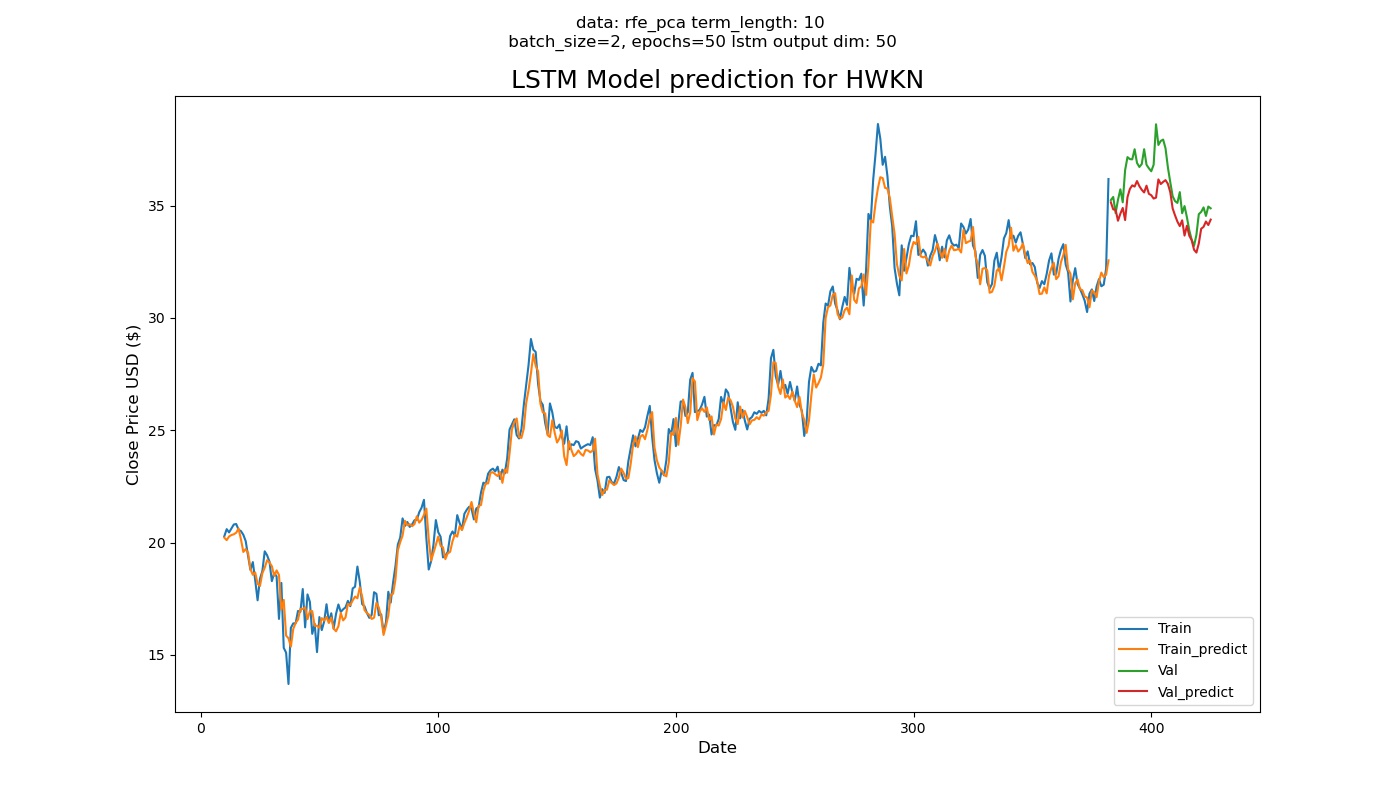 data: rfe_pca term_length: 10
batch_size=2, epochs=50 lstm output dim: 50
LSTM Model prediction for HWKN
Close Price USD ($)
35
30
25
20
15
0 100 200 300 400
Date
Train
Train_predict
Val
Val_predict